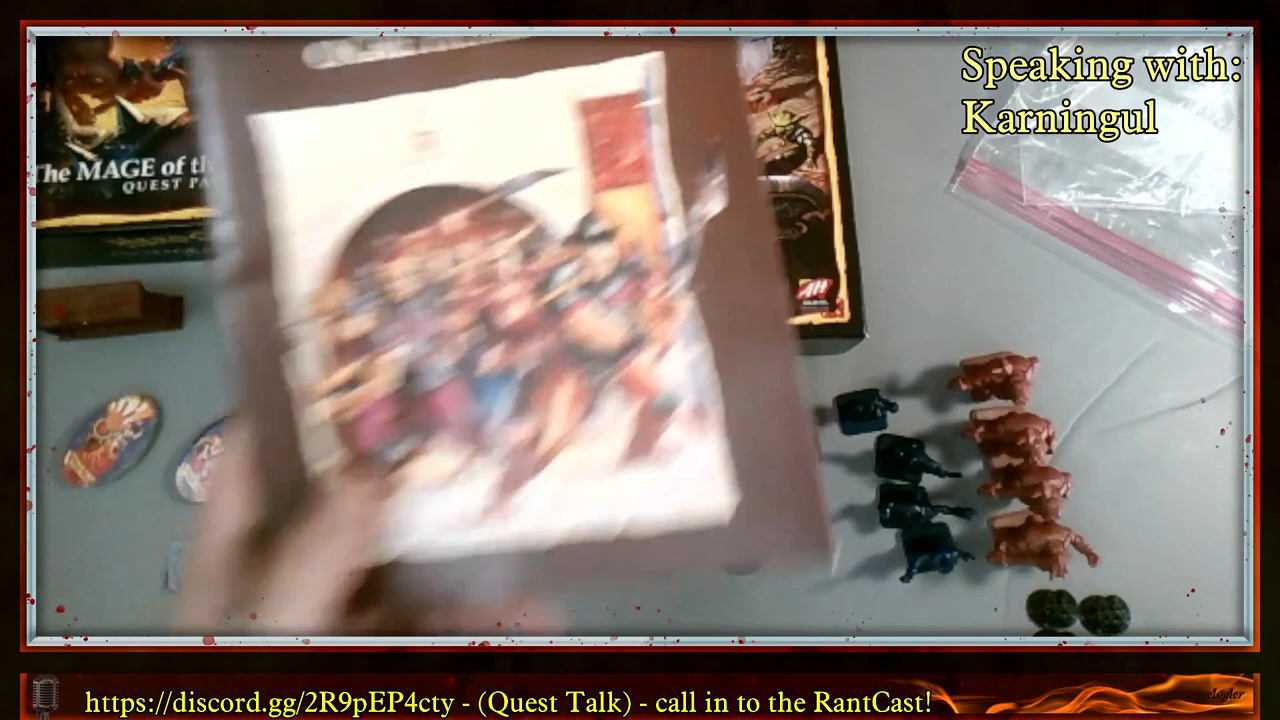 Speaking with:
Karningul
The MAGE of th
QUEST PA
AH
https://discord.gg/2R9pEP4cty - (Quest Talk) - call in to the RantCast!